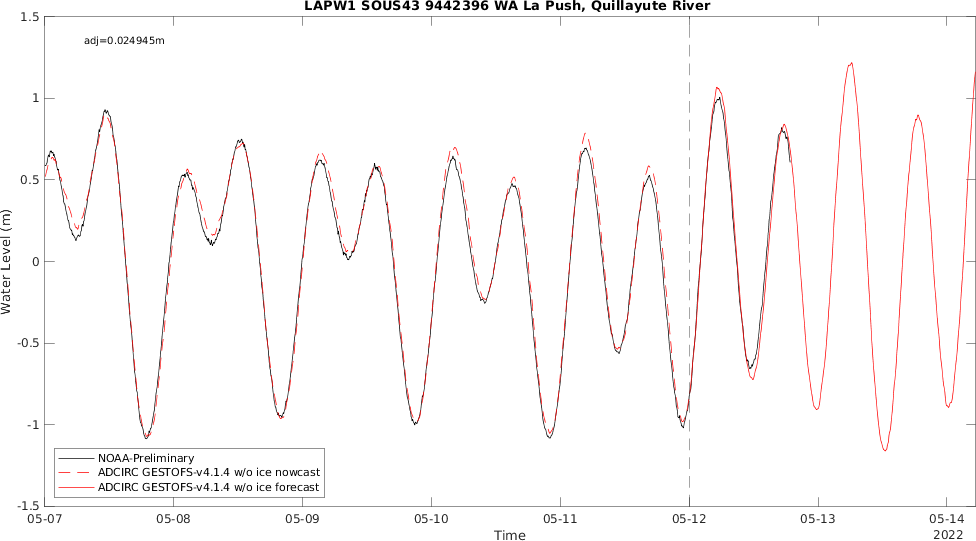 LAPW1 SOUS43 9442396 WA La Push, Quillayute River
1.5
adj=0.024945m
1
0.5
0
-0.5
-1
-1.5
Water Level (m)
NOAA-Preliminary
ADCIRC GESTOFS-v4.1.4 w/o ice nowcast
ADCIRC GESTOFS-v4.1.4 w/o ice forecast
05-07 05-08 05-09 05-10 05-11 05-12 05-13 05-14
2022
Time